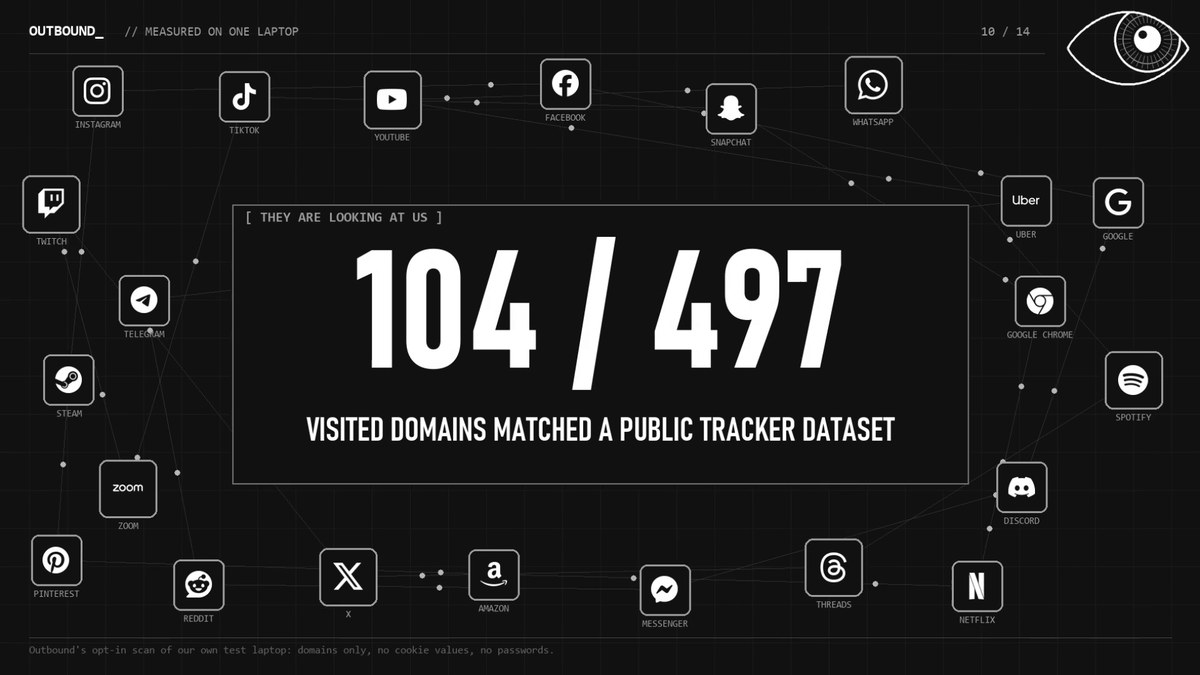 OUTBOUND_ // MEASURED ON ONE LAPTOP 10 / 14
INSTAGRAM
TIKTOK
YOUTUBE
FACEBOOK
SNAPCHAT
WHATSAPP
TWITCH
Uber
UBER
GOOGLE
[ THEY ARE LOOKING AT US ]
104 / 497
VISITED DOMAINS MATCHED A PUBLIC TRACKER DATASET
TELEGRAM
GOOGLE CHROME
STEAM
SPOTIFY
zoom
ZOOM
DISCORD
PINTEREST
REDDIT
X
AMAZON
MESSENGER
THREADS
NETFLIX
Outbound's opt-in scan of our own test laptop: domains only, no cookie values, no passwords.